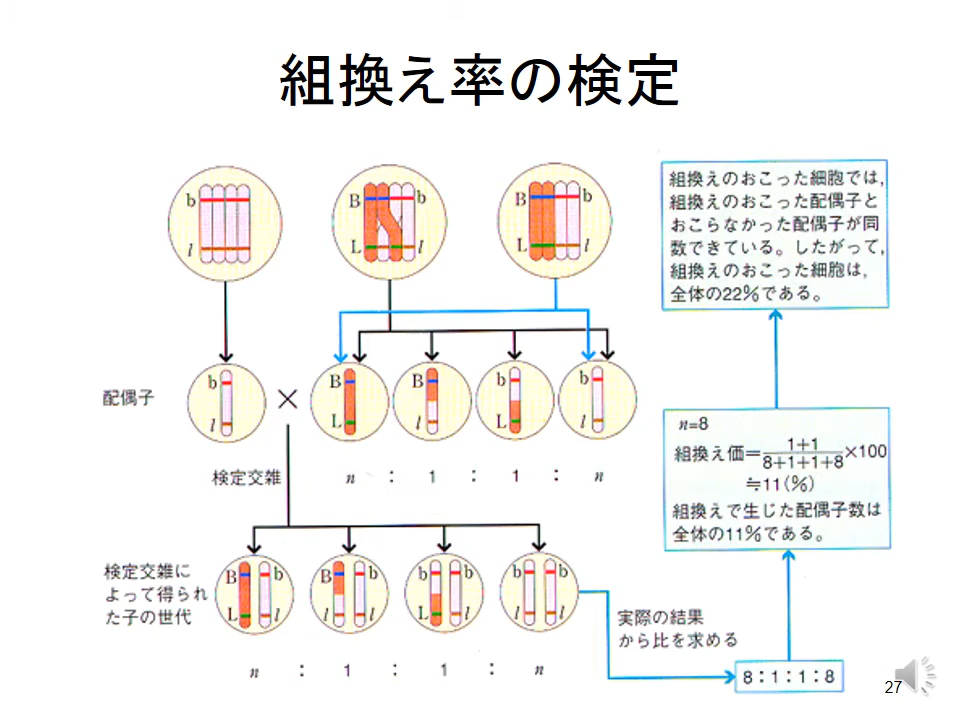 組換え率の検定
b
l
B
b
L
l
B
b
L
l
組換えのおこった細胞では,
組換えのおこった配偶子と
おこらなかった配偶子が同
数できている。したがって,
組換えのおこった細胞は,
全体の22％である。
配偶子
b
l
×
B
L
B
l
b
L
b
l
n : 1 : 1 : n
検定交雑
n=8
組換え価＝1+1/8+1+1+8×100
≒11(％)
組換えで生じた配偶子数は
全体の11％である。
検定交雑に
よって得られ
た子の世代
B b
L l
B b
l l
b b
L l
b b
l l
n : 1 : 1 : n
実際の結果
から比を求める
8：1：1：8
27